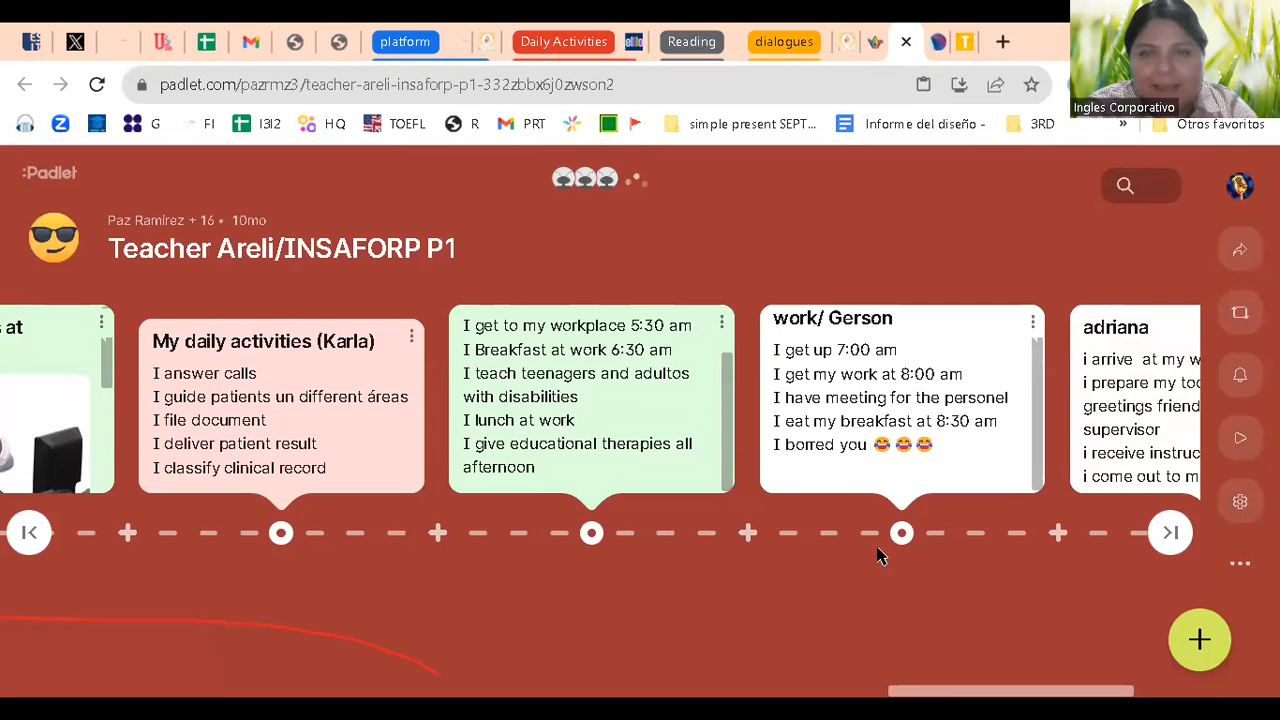 platform
Daily Activities
Reading
dialogues
padlet.com/pazrmz3/teacher-areli-insaforp-p1-332zbbx6j0zwson2
Ingles Corporativo
G
FI
I3I2
HQ
TOEFL
R
PRT
simple present SEPT...
Informe del diseño -
3RD
»
Otros favoritos
:Padlet
Paz Ramirez + 16 • 10mo
Teacher Areli/INSAFORP P1
s at
My daily activities (Karla)
I answer calls
I guide patients un different áreas
I file document
I deliver patient result
I classify clinical record
I get to my workplace 5:30 am
I Breakfast at work 6:30 am
I teach teenagers and adultos
with disabilities
I lunch at work
I give educational therapies all
afternoon
work/ Gerson
I get up 7:00 am
I get my work at 8:00 am
I have meeting for the personel
I eat my breakfast at 8:30 am
I borred you 😂😂😂
adriana
i arrive at my w
i prepare my too
greetings friend
supervisor
i receive instruc
i come out to m